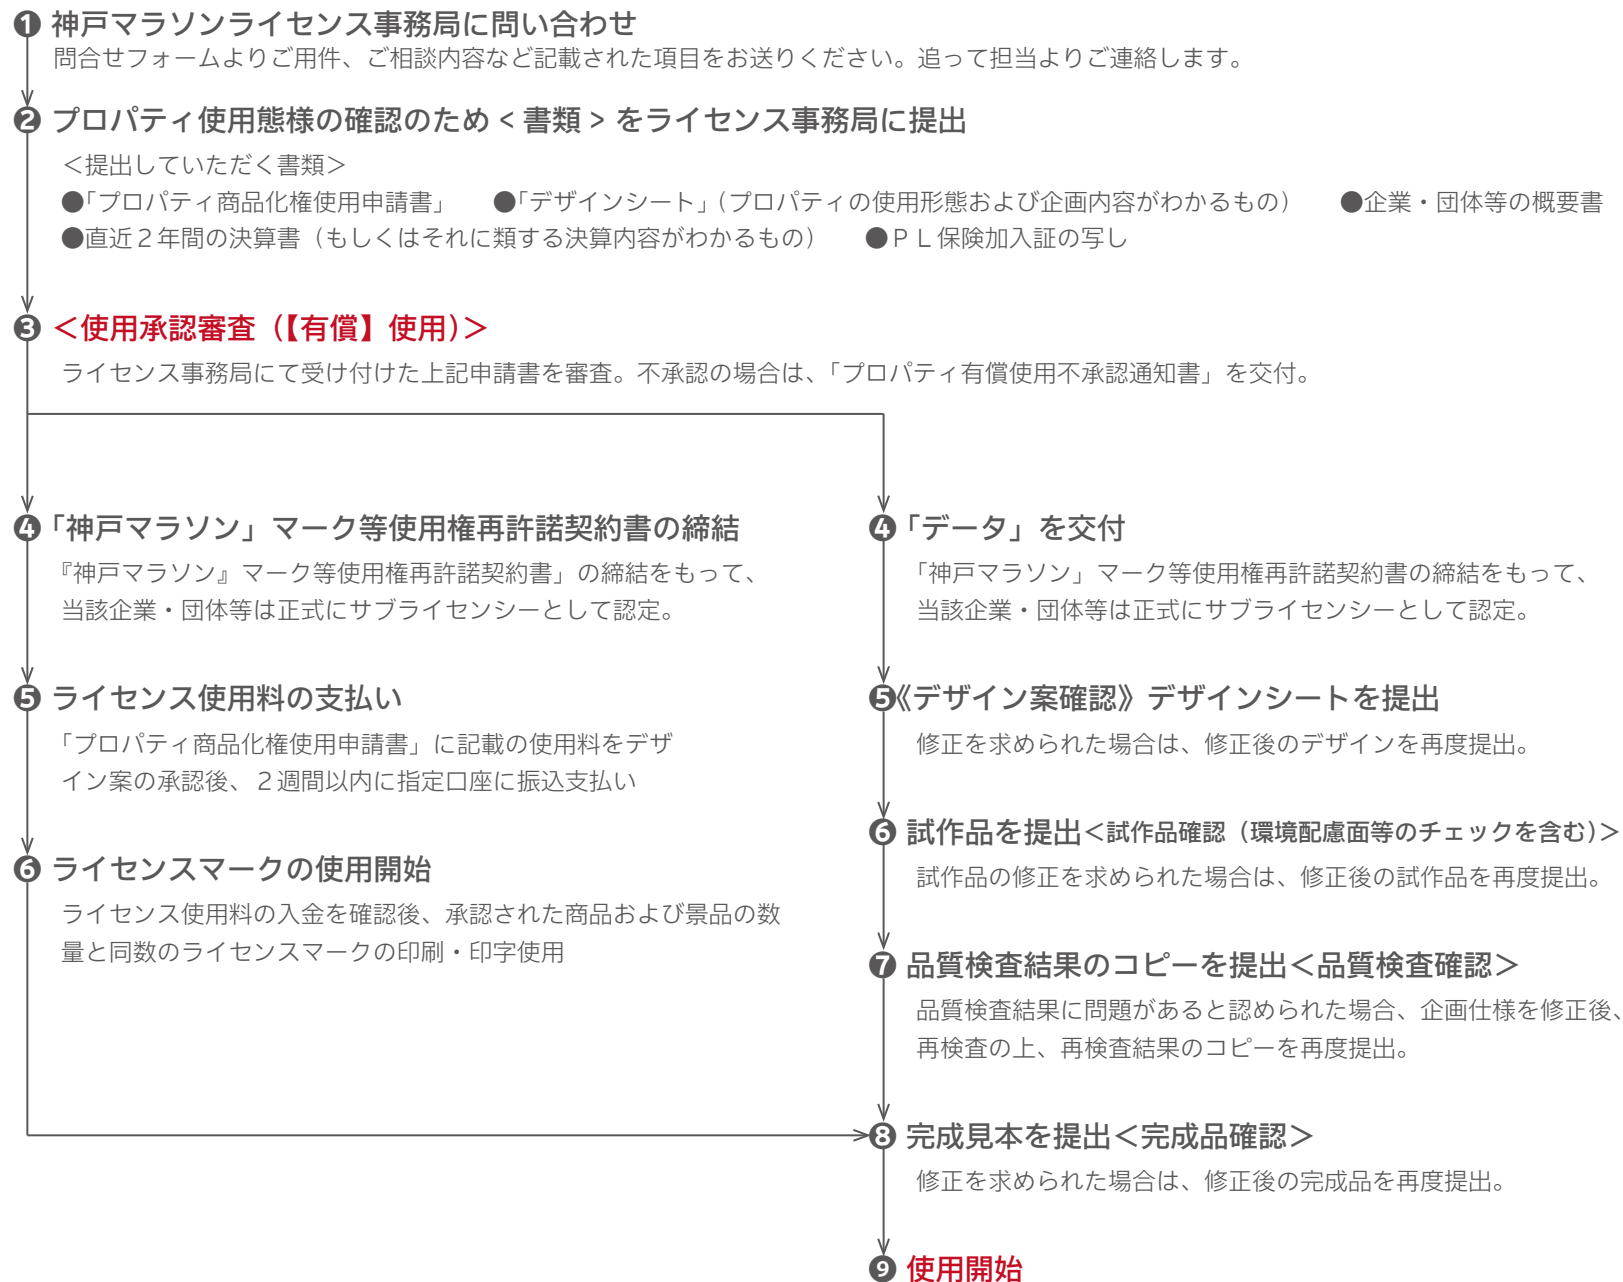 ❶ 神戸マラソンライセンス事務局に問い合わせ
問合せフォームよりご用件、ご相談内容など記載された項目をお送りください。追って担当よりご連絡します。
❷ プロパティ使用態様の確認のため < 書類 > をライセンス事務局に提出
＜提出していただく書類＞
●「プロパティ商品化権使用申請書」 ●「デザインシート」（プロパティの使用形態および企画内容がわかるもの） ●企業・団体等の概要書
●直近２年間の決算書（もしくはそれに類する決算内容がわかるもの） ●ＰＬ保険加入証の写し
❸ ＜使用承認審査（【有償】使用）＞
ライセンス事務局にて受け付けた上記申請書を審査。不承認の場合は、「プロパティ有償使用不承認通知書」を交付。
❹「神戸マラソン」マーク等使用権再許諾契約書の締結
『神戸マラソン』マーク等使用権再許諾契約書」の締結をもって、
当該企業・団体等は正式にサブライセンシーとして認定。
❺ ライセンス使用料の支払い
「プロパティ商品化権使用申請書」に記載の使用料をデザ
イン案の承認後、２週間以内に指定口座に振込支払い
❻ ライセンスマークの使用開始
ライセンス使用料の入金を確認後、承認された商品および景品の数
量と同数のライセンスマークの印刷・印字使用
❹「データ」を交付
「神戸マラソン」マーク等使用権再許諾契約書の締結をもって、
当該企業・団体等は正式にサブライセンシーとして認定。
❺《デザイン案確認》デザインシートを提出
修正を求められた場合は、修正後のデザインを再度提出。
❻ 試作品を提出＜試作品確認（環境配慮面等のチェックを含む）＞
試作品の修正を求められた場合は、修正後の試作品を再度提出。
❼ 品質検査結果のコピーを提出＜品質検査確認＞
品質検査結果に問題があると認められた場合、企画仕様を修正後、
再検査の上、再検査結果のコピーを再度提出。
❽ 完成見本を提出＜完成品確認＞
修正を求められた場合は、修正後の完成品を再度提出。
❾ 使用開始